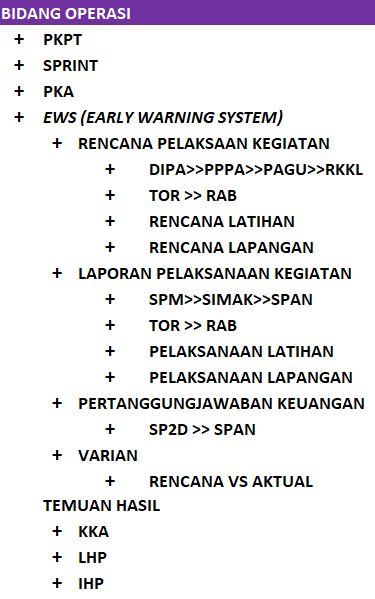 BIDANG OPERASI
+ PKPT
+ SPRINT
+ PKA
+ EWS (EARLY WARNING SYSTEM)
+ RENCANA PELAKSAAN KEGIATAN
+ DIPA>>PPPA>>PAGU>>RKKL
+ TOR >> RAB
+ RENCANA LATIHAN
+ RENCANA LAPANGAN
+ LAPORAN PELAKSANAAN KEGIATAN
+ SPM>>SIMAK>>SPAN
+ TOR >> RAB
+ PELAKSANAAN LATIHAN
+ PELAKSANAAN LAPANGAN
+ PERTANGGUNGJAWABAN KEUANGAN
+ SP2D >> SPAN
+ VARIAN
+ RENCANA VS AKTUAL
TEMUAN HASIL
+ KKA
+ LHP
+ IHP